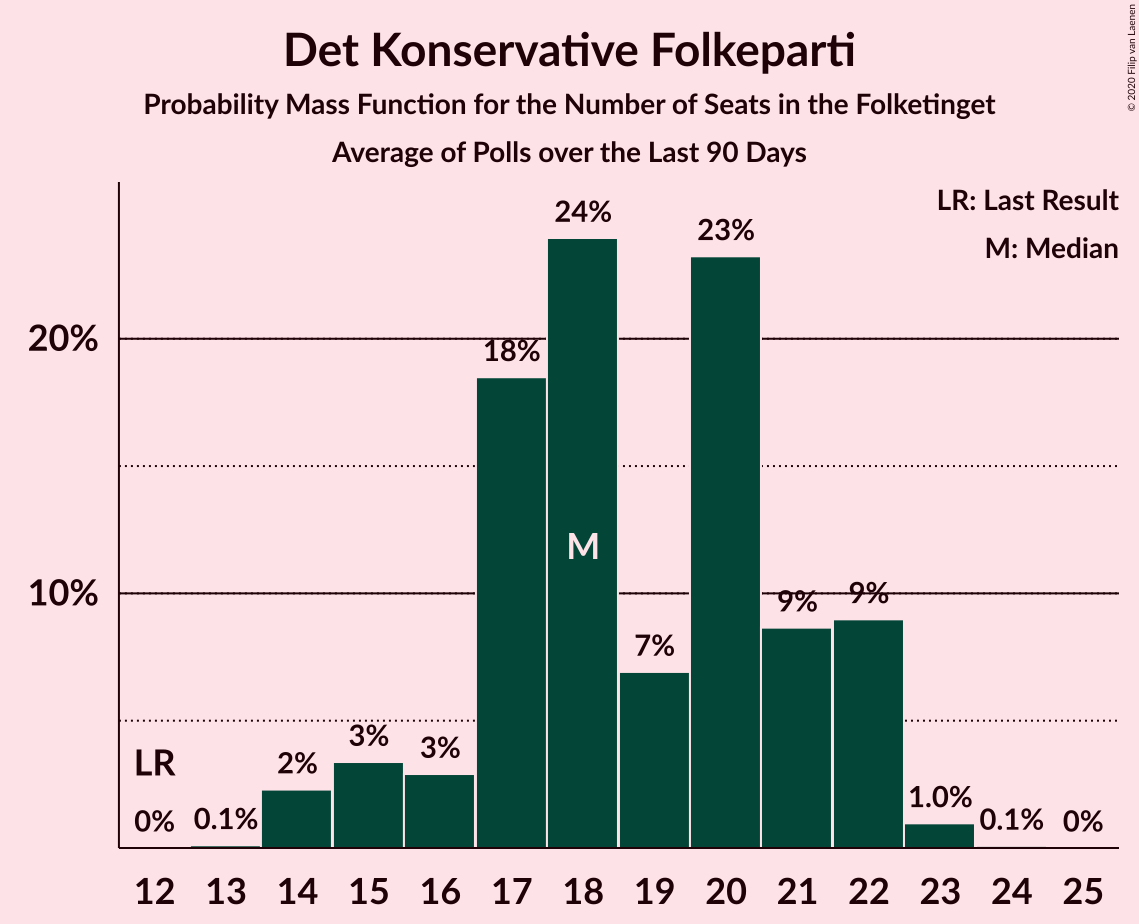 Det Konservative Folkeparti
Probability Mass Function for the Number of Seats in the Folketinget
Average of Polls over the Last 90 Days
© 2020 Filip van Laenen
LR: Last Result
M: Median
24%
23%
20%
18%
M
10%
9%
9%
7%
LR
3%
3%
2%
1.0%
0%
0.1%
0.1%
0%
12 13 14 15 16 17 18 19 20 21 22 23 24 25